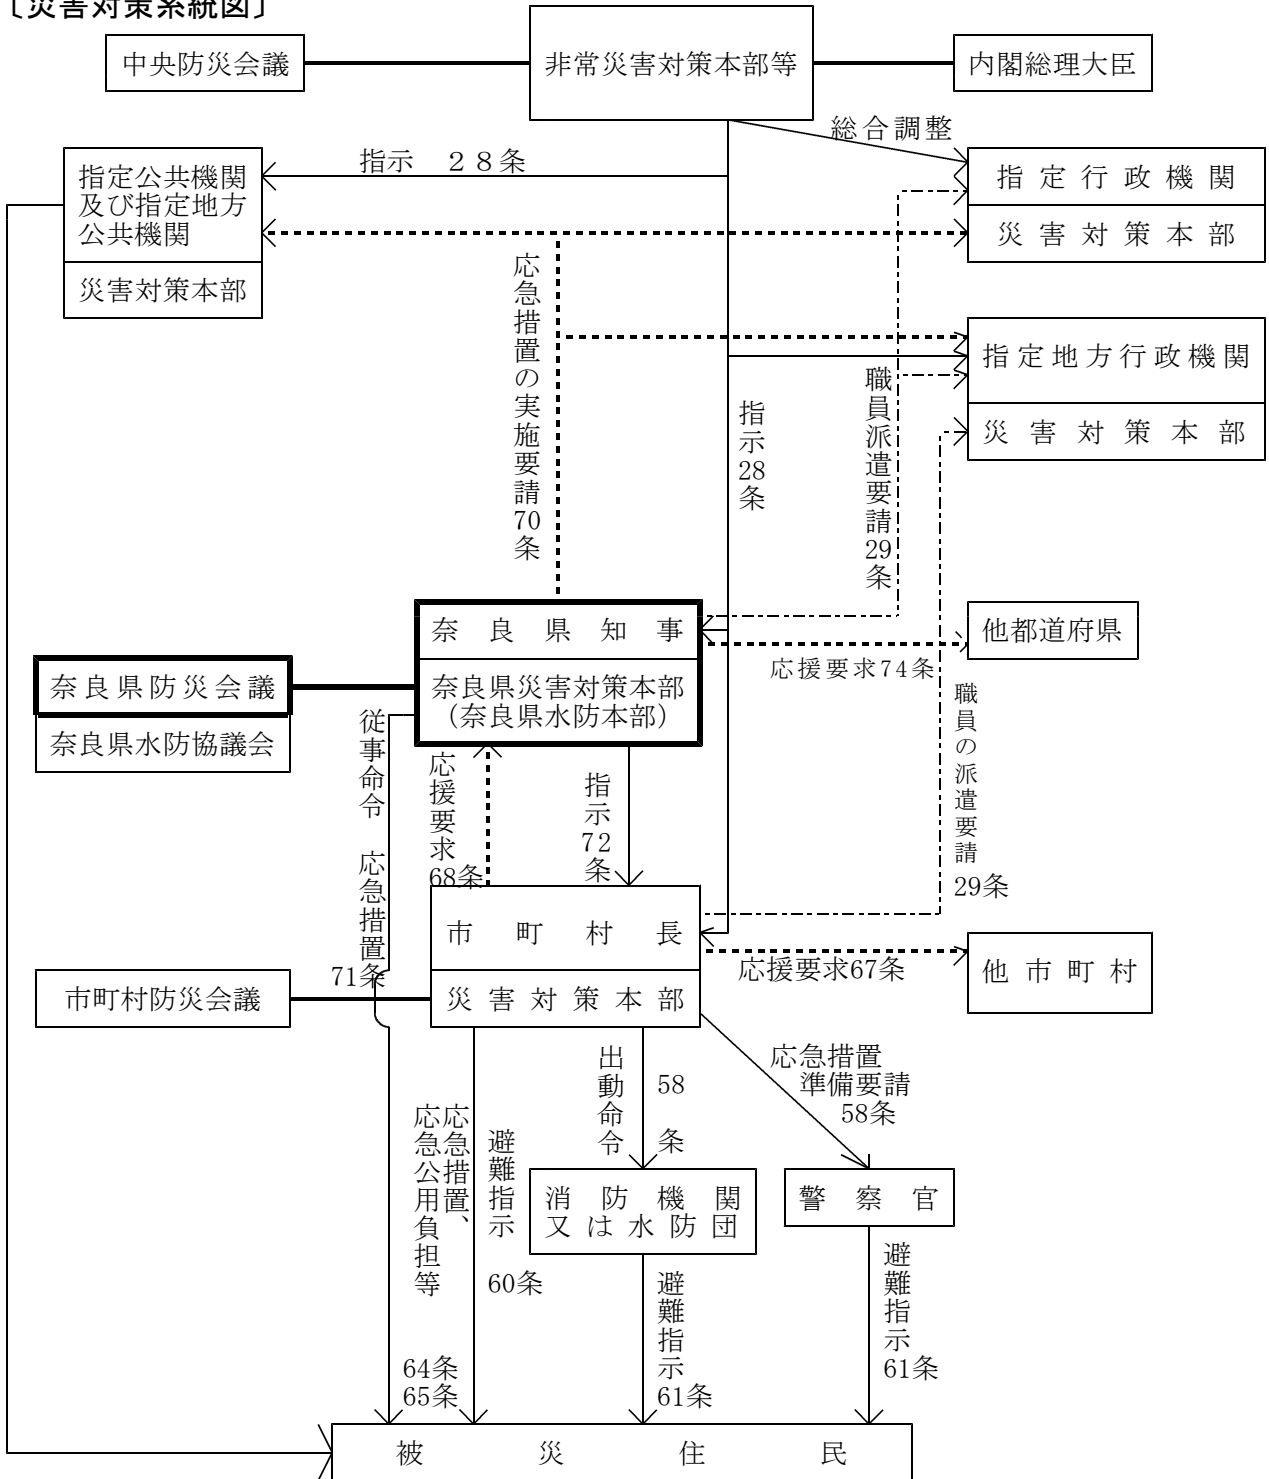 〔災害対策系統図〕
中央防災会議
非常災害対策本部等
内閣総理大臣
総合調整
指示　２８条
指定公共機関
及び指定地方
公共機関
災害対策本部
指定行政機関
災害対策本部
応急措置の実施要請70条
指定地方行政機関
災害対策本部
職員派遣要請29条
指示28条
奈良県知事
奈良県災害対策本部
（奈良県水防本部）
他都道府県
応援要求74条
奈良県防災会議
奈良県水防協議会
従事命令　応急措置
71条
応援要求
68条
指示72条
職員の派遣要請
29条
市町村長
災害対策本部
応援要求67条
他市町村
市町村防災会議
応急措置、
応急公用負担等
64条
65条
避難指示
60条
出動命令
58条
応急措置
準備要請
58条
消防機関
又は水防団
警察官
避難指示
61条
避難指示
61条
被災住民